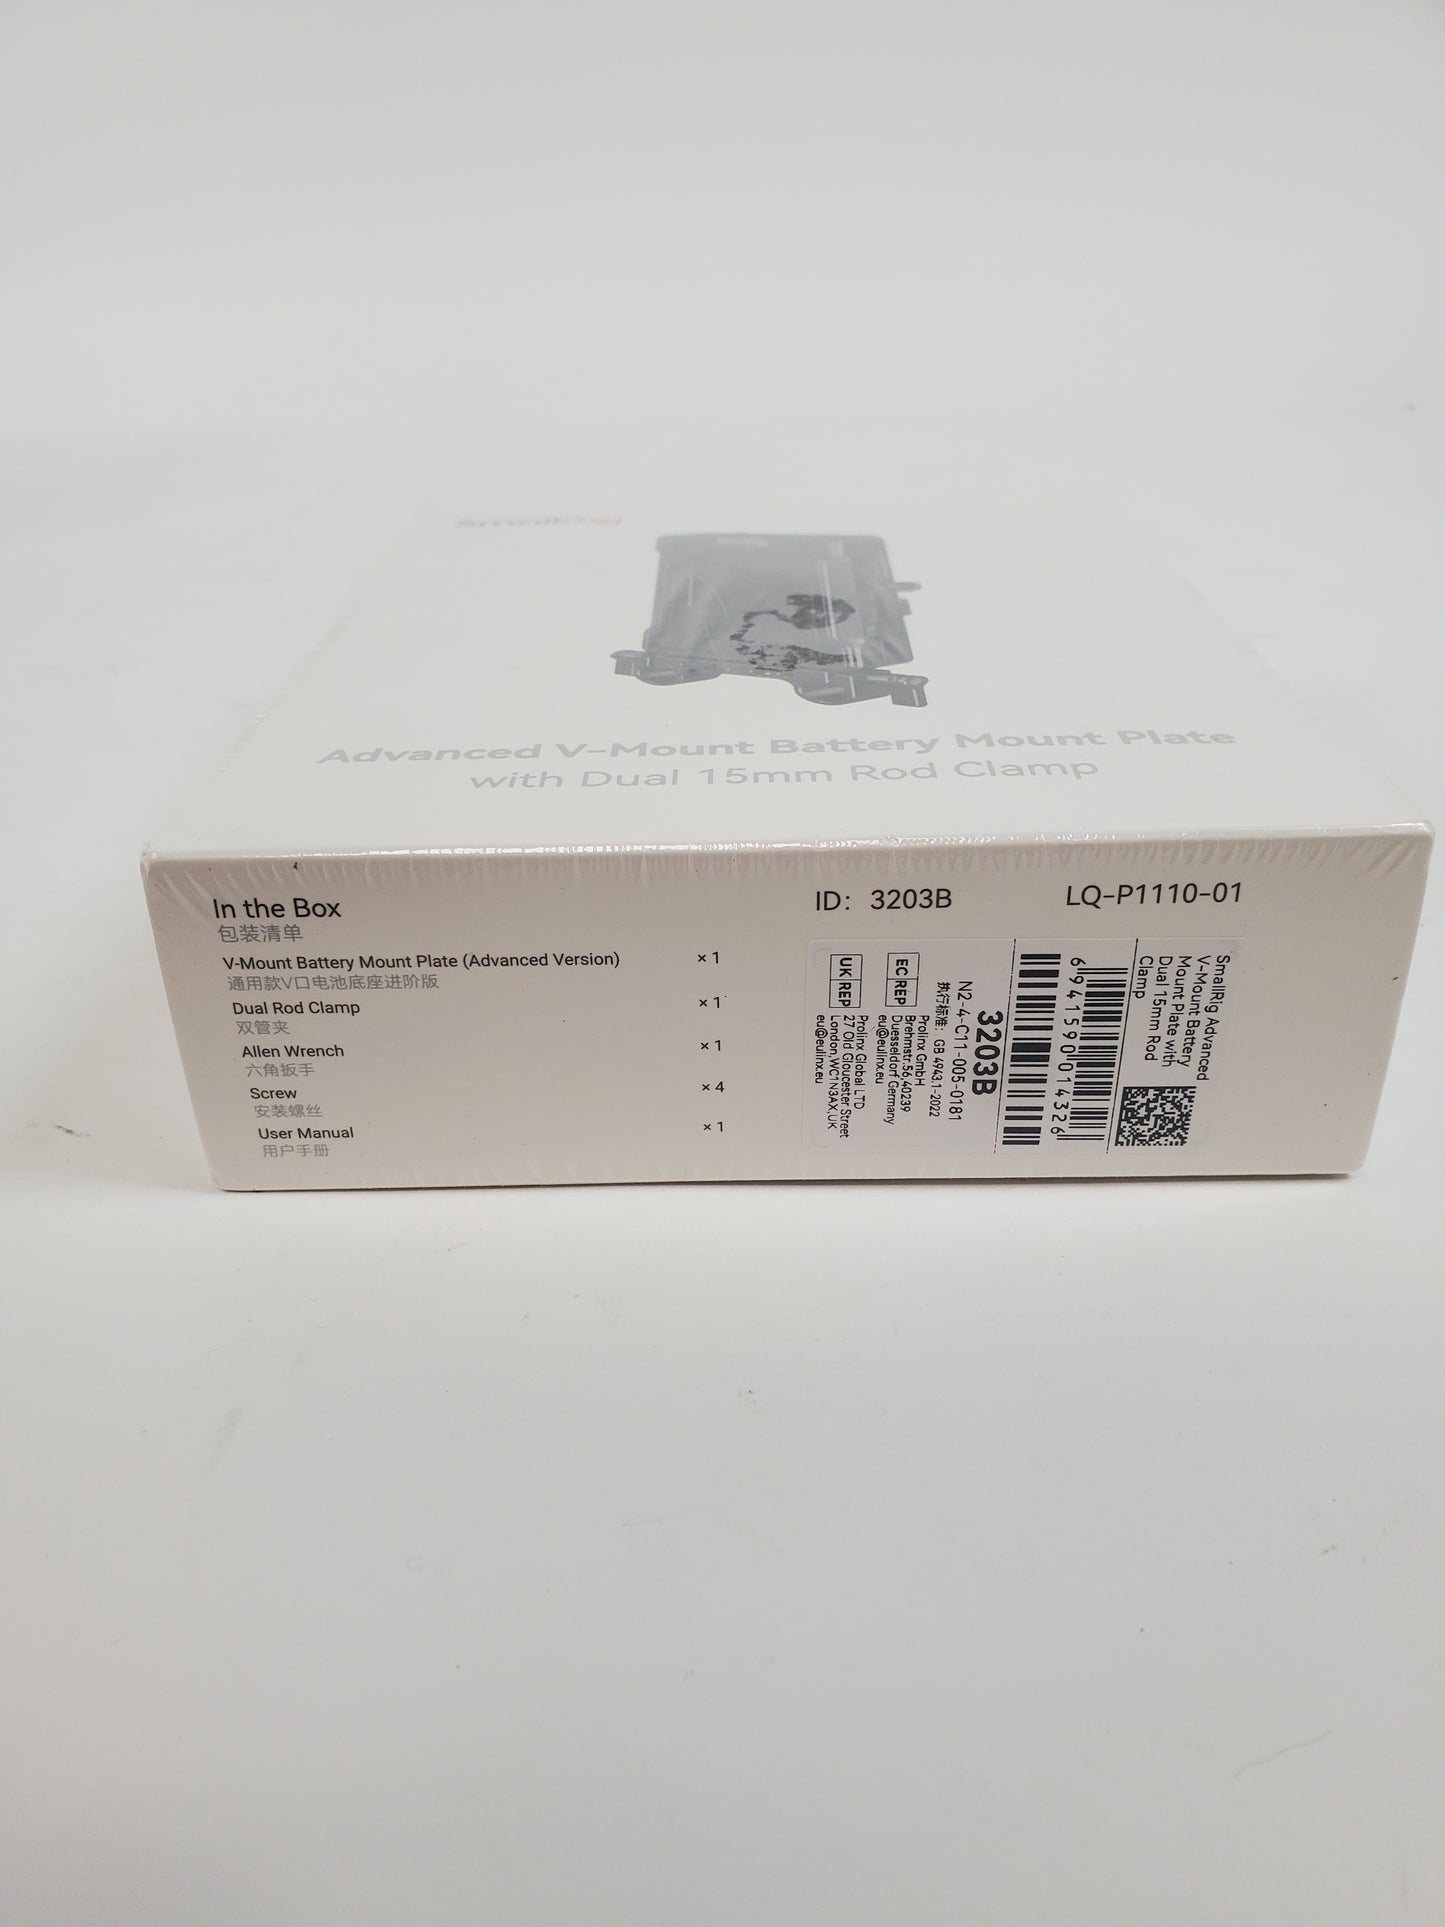 SmallRig
Advanced V-Mount Battery Mount Plate
with Dual 15mm Rod Clamp
In the Box
包装清单
V-Mount Battery Mount Plate (Advanced Version) ×1
通用款V口电池底座进阶版
Dual Rod Clamp ×1
双管夹
Allen Wrench ×1
六角扳手
Screw ×4
安装螺丝
User Manual ×1
用户手册
ID: 3203B
LQ-P1110-01
SmallRig Advanced
V-Mount Battery
Mount Plate with
Dual 15mm Rod
Clamp
6941590014326
3203B
N2-4-C11-005-0181
执行标准: GB 4943.1-2022
EC REP
Prolinx GmbH
Brehmstr.56,40239
Duesseldorf Germany
eu@eulinx.eu
UK REP
Prolinx Global LTD
27 Old Gloucester Street
London,WC1N3AX,UK
eu@eulinx.eu